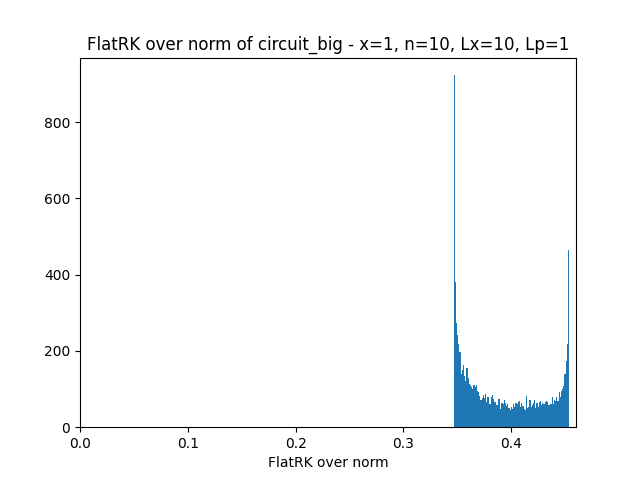 FlatRK over norm of circuit_big - x=1, n=10, Lx=10, Lp=1
800
600
400
200
0
0.0 0.1 0.2 0.3 0.4
FlatRK over norm